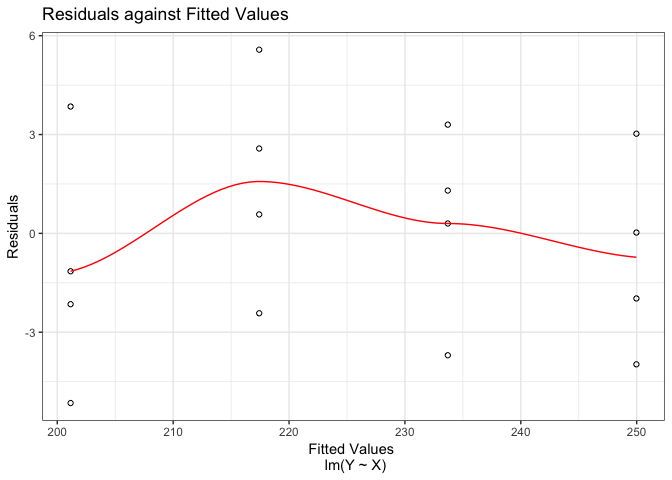 Residuals against Fitted Values
6
3
0
-3
Residuals
200
210
220
230
240
250
Fitted Values
lm(Y ~ X)